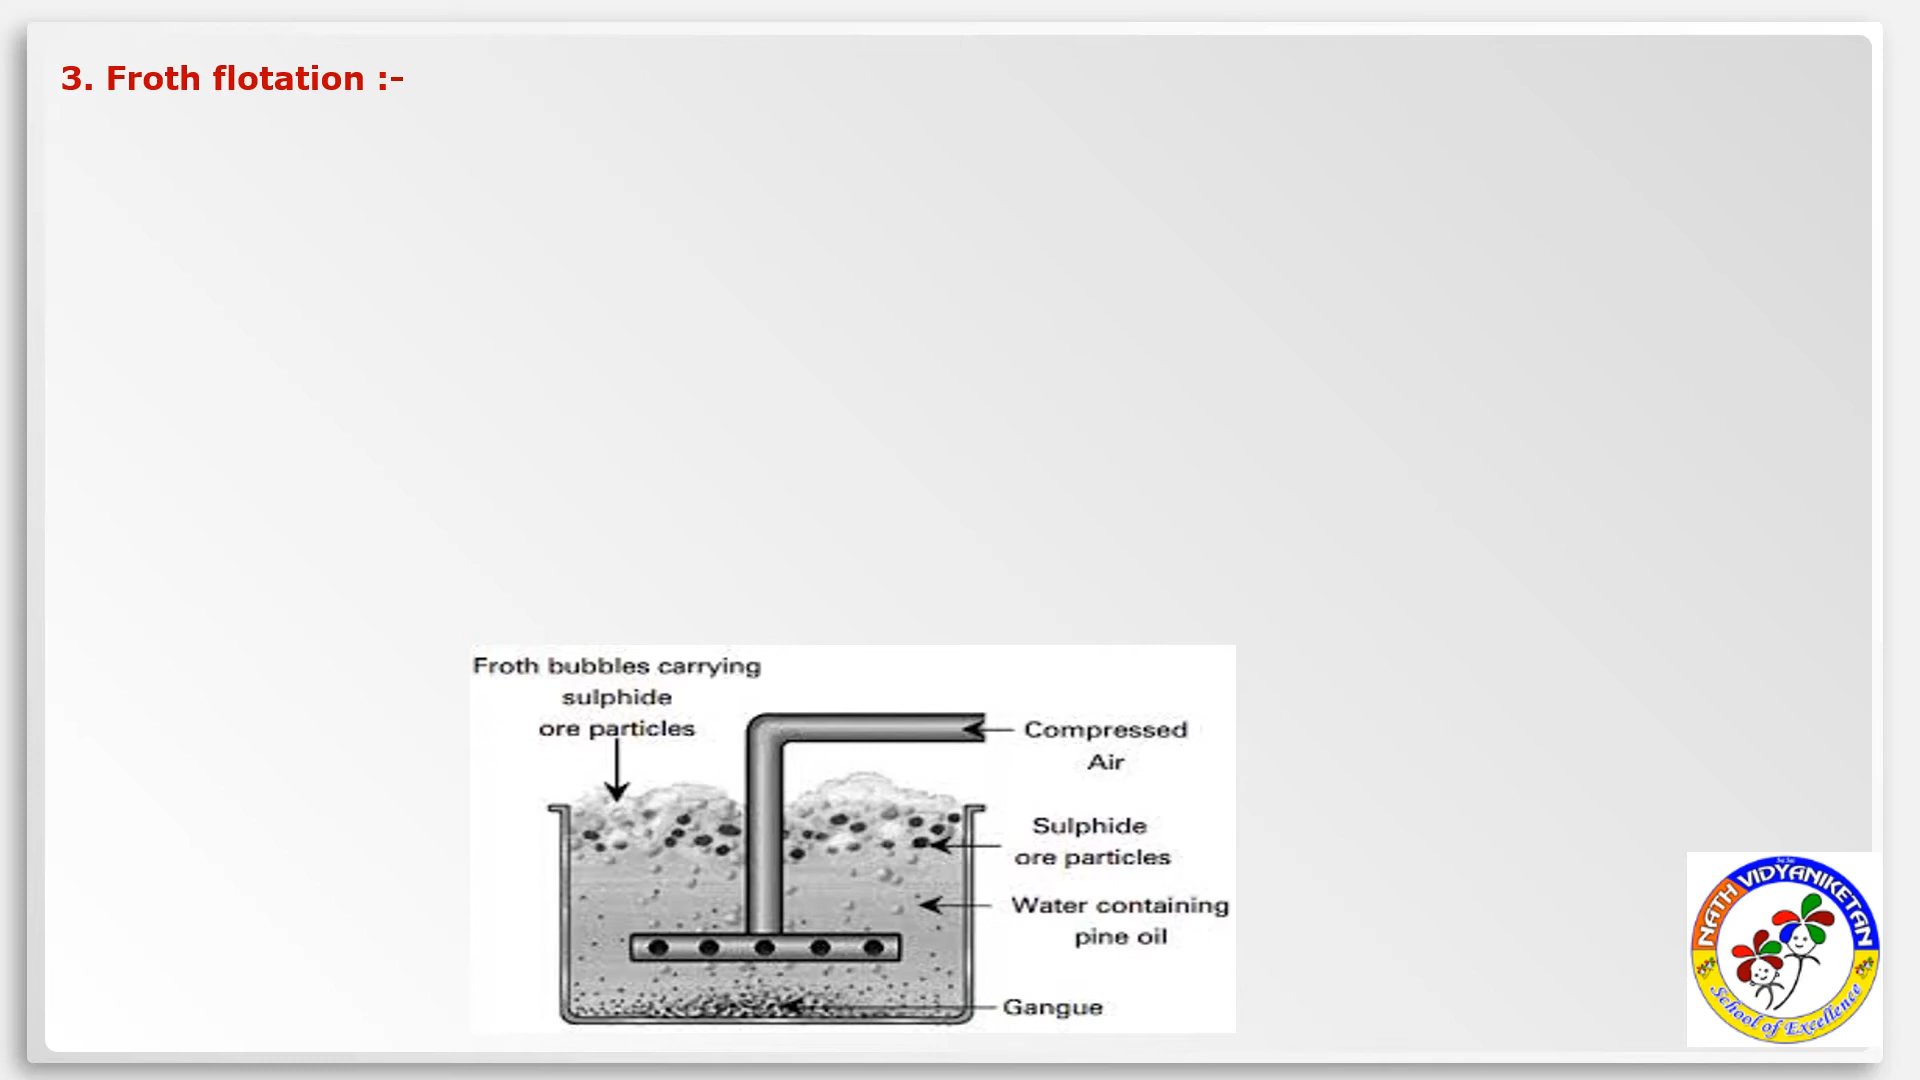 3. Froth flotation :-
Froth bubbles carrying
sulphide
ore particles
Compressed
Air
Sulphide
ore particles
Water containing
pine oil
Gangue
NATH VIDYANIKETAN
School of Excellence